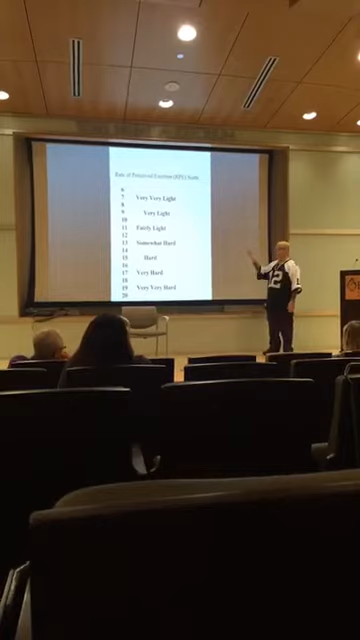 Rate of Perceived Exertion (RPE) Scale
6
7 Very Very Light
8
9 Very Light
10
11 Fairly Light
12
13 Somewhat Hard
14
15 Hard
16
17 Very Hard
18
19 Very Very Hard
20
2